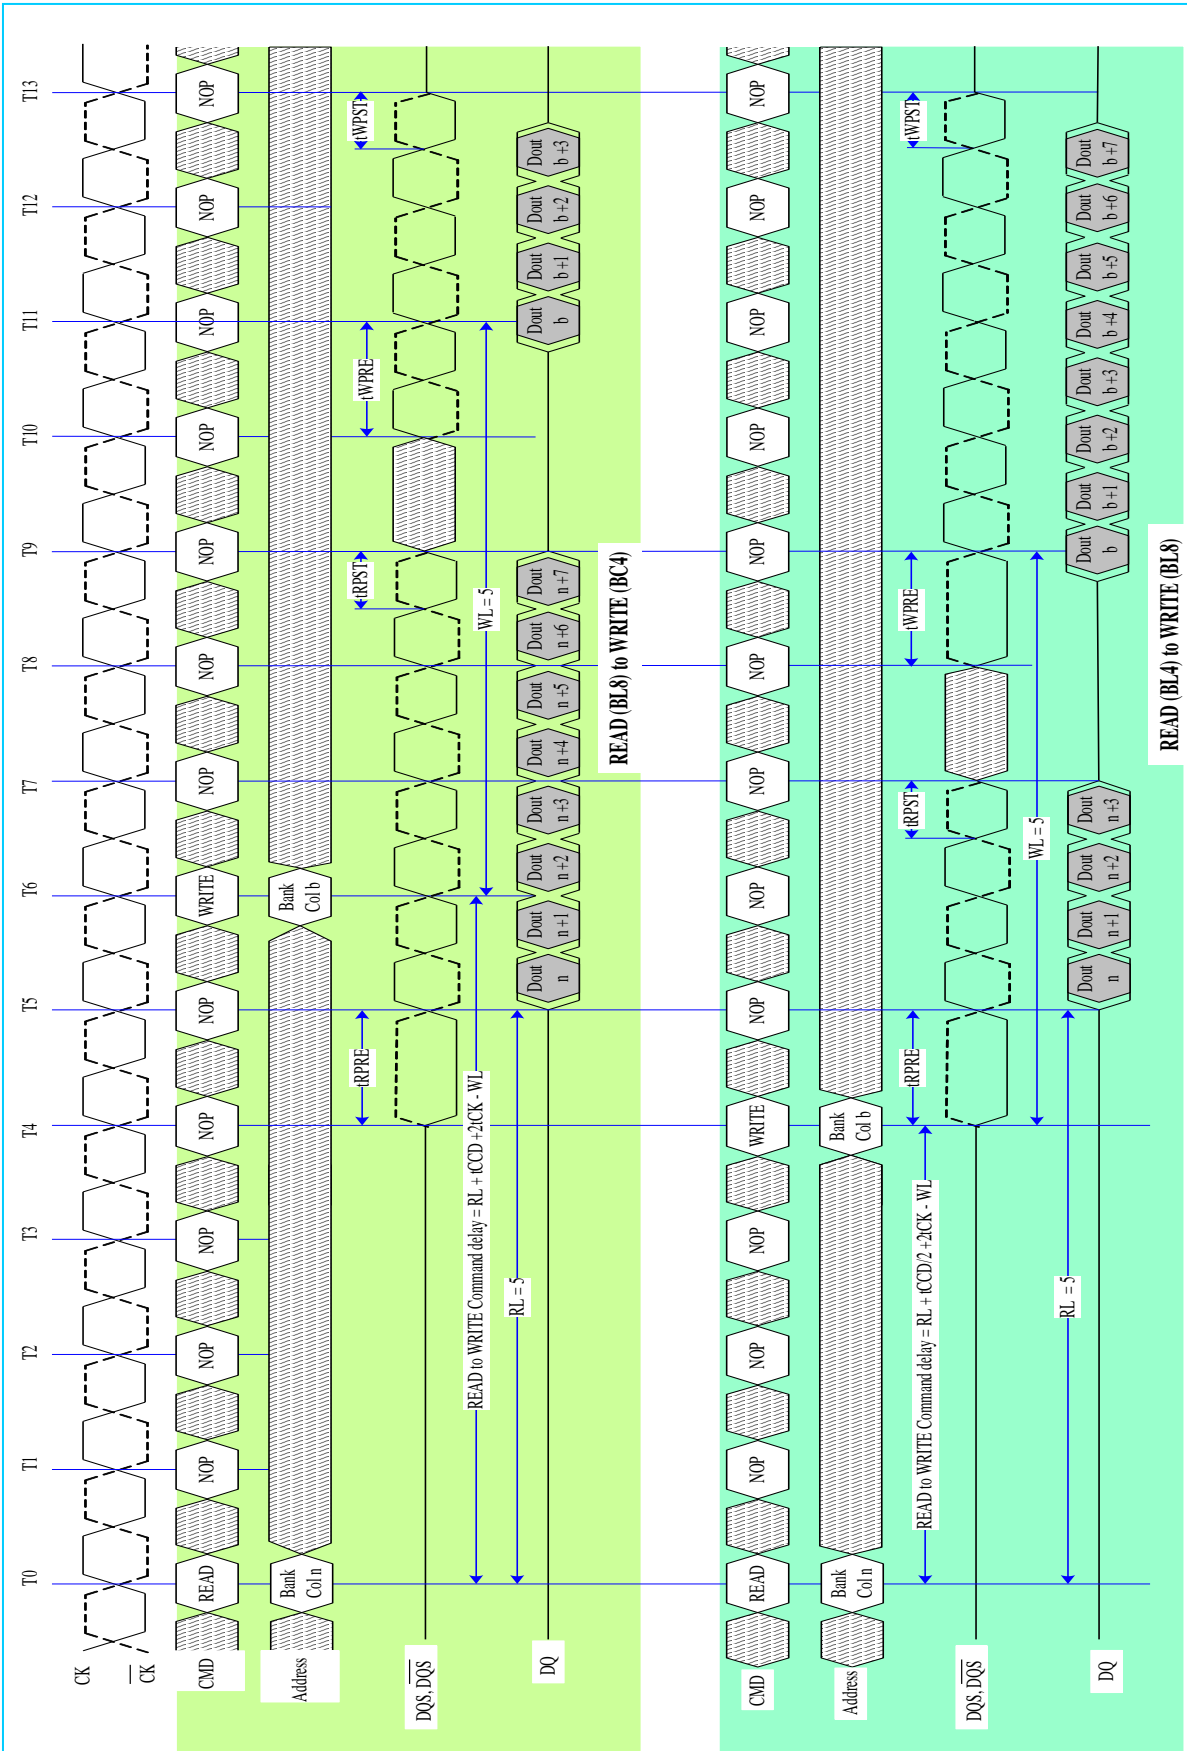 T0 T1 T2 T3 T4 T5 T6 T7 T8 T9 T10 T11 T12 T13
CK
CK
CMD READ NOP NOP NOP NOP NOP WRITE NOP NOP NOP NOP NOP NOP NOP
Address Bank Col n Bank Col b
tRPRE tRPST tWPRE tWPST
DQS, DQS
READ to WRITE Command delay = RL + tCCD +2tCK - WL
WL = 5
RL = 5
DQ Dout n Dout n+1 Dout n+2 Dout n+3 Dout n+4 Dout n+5 Dout n+6 Dout n+7 Dout b Dout b+1 Dout b+2 Dout b+3
READ (BL8) to WRITE (BC4)
CMD READ NOP NOP NOP WRITE NOP NOP NOP NOP NOP NOP NOP NOP NOP
Address Bank Col n Bank Col b
tRPRE tRPST tWPRE tWPST
READ to WRITE Command delay = RL + tCCD/2 +2tCK - WL
DQS, DQS
WL = 5
RL = 5
DQ Dout n Dout n+1 Dout n+2 Dout n+3 Dout b Dout b+1 Dout b+2 Dout b+3 Dout b+4 Dout b+5 Dout b+6 Dout b+7
READ (BL4) to WRITE (BL8)